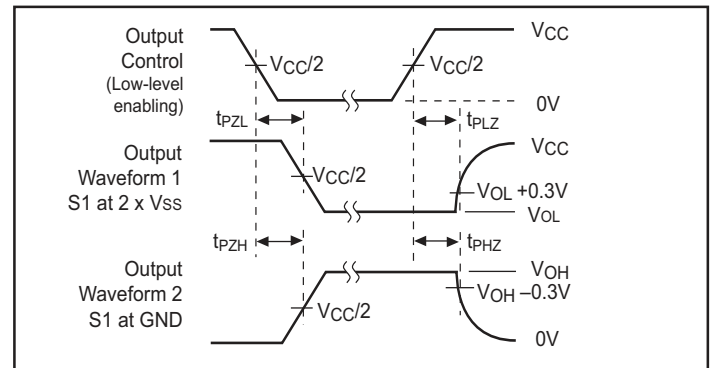 Output
Control
(Low-level
enabling)
VCC/2
VCC/2
VCC
0V
tPZL
tPLZ
Output
Waveform 1
S1 at 2 x Vss
VCC/2
VCC
VOL +0.3V
VOL
tPZH
tPHZ
Output
Waveform 2
S1 at GND
VCC/2
VOH
VOH –0.3V
0V